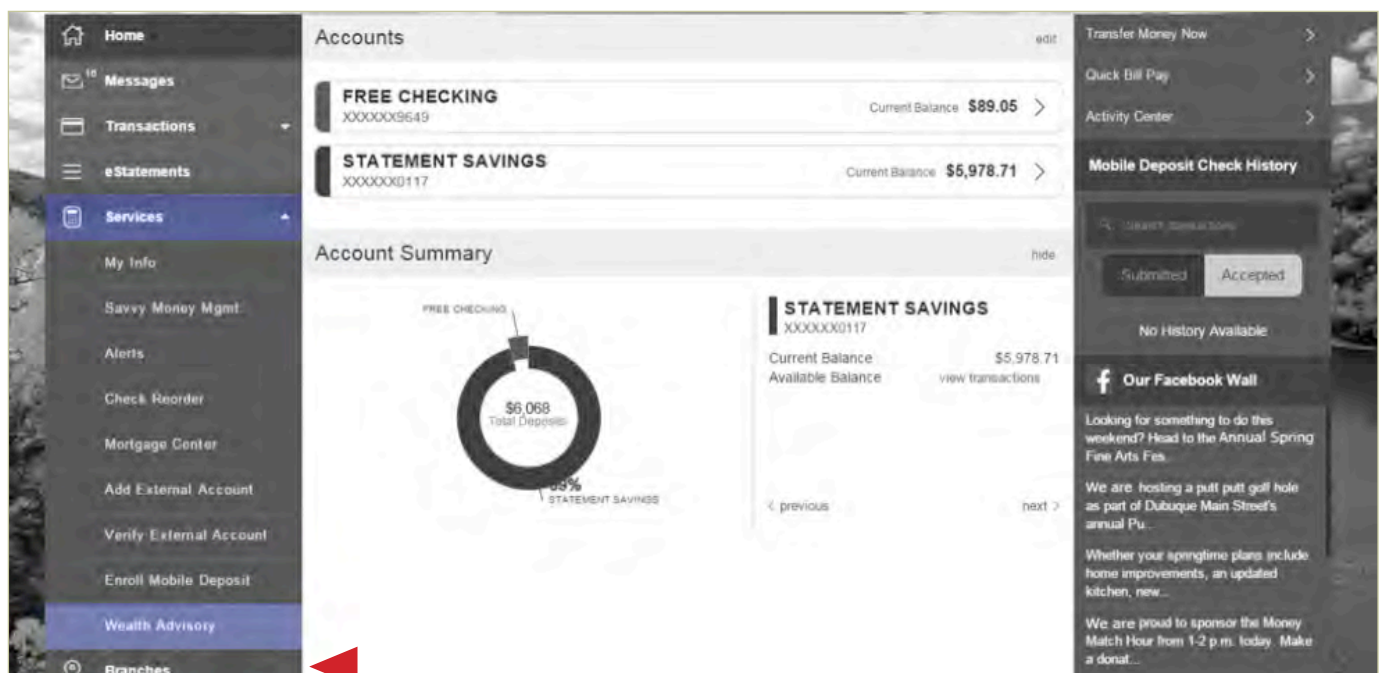 Home
16
Messages
Transactions
eStatements
Services
My Info
Savvy Money Mgmt
Alerts
Check Reorder
Mortgage Center
Add External Account
Verify External Account
Enroll Mobile Deposit
Wealth Advisory
Branches
Accounts
edit
FREE CHECKING
XXXXXX9649
Current Balance $89.05 >
STATEMENT SAVINGS
XXXXXX0117
Current Balance $5,978.71 >
Account Summary
hide
FREE CHECKING
$6,068
Total Deposits
STATEMENT SAVINGS
STATEMENT SAVINGS
XXXXXX0117
Current Balance $5,978.71
Available Balance view transactions
< previous next >
Transfer Money Now >
Quick Bill Pay >
Activity Center >
Mobile Deposit Check History
Search transactions
Submitted Accepted
No History Available
f Our Facebook Wall
Looking for something to do this
weekend? Head to the Annual Spring
Fine Arts Fes...
We are hosting a putt putt golf hole
as part of Dubuque Main Street's
annual Pu...
Whether your springtime plans include
home improvements, an updated
kitchen, new...
We are proud to sponsor the Money
Match Hour from 1-2 p.m. today. Make
a donat...